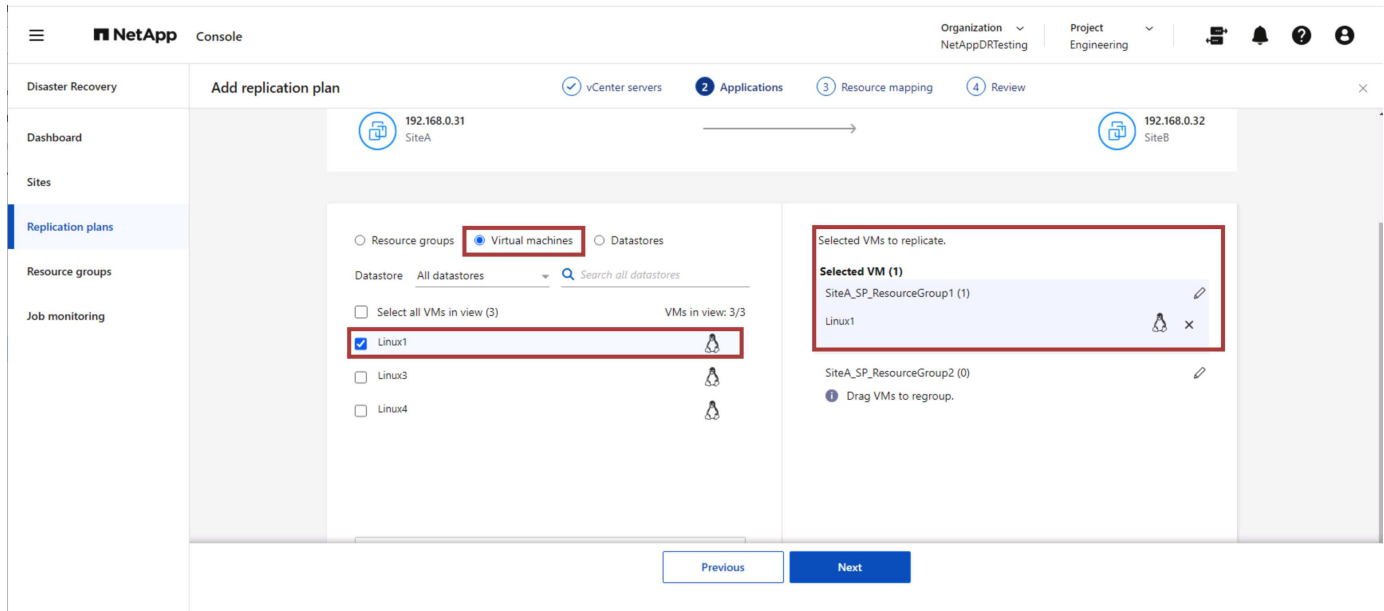 NetApp Console
Organization
NetAppDRTesting
Project
Engineering
Disaster Recovery
Add replication plan
vCenter servers
2 Applications
3 Resource mapping
4 Review
Dashboard
Sites
Replication plans
Resource groups
Job monitoring
192.168.0.31
SiteA
192.168.0.32
SiteB
Resource groups
Virtual machines
Datastores
Datastore All datastores
Search all datastores
Select all VMs in view (3)
VMs in view: 3/3
Linux1
Linux3
Linux4
Selected VMs to replicate.
Selected VM (1)
SiteA_SP_ResourceGroup1 (1)
Linux1
SiteA_SP_ResourceGroup2 (0)
Drag VMs to regroup.
Previous
Next